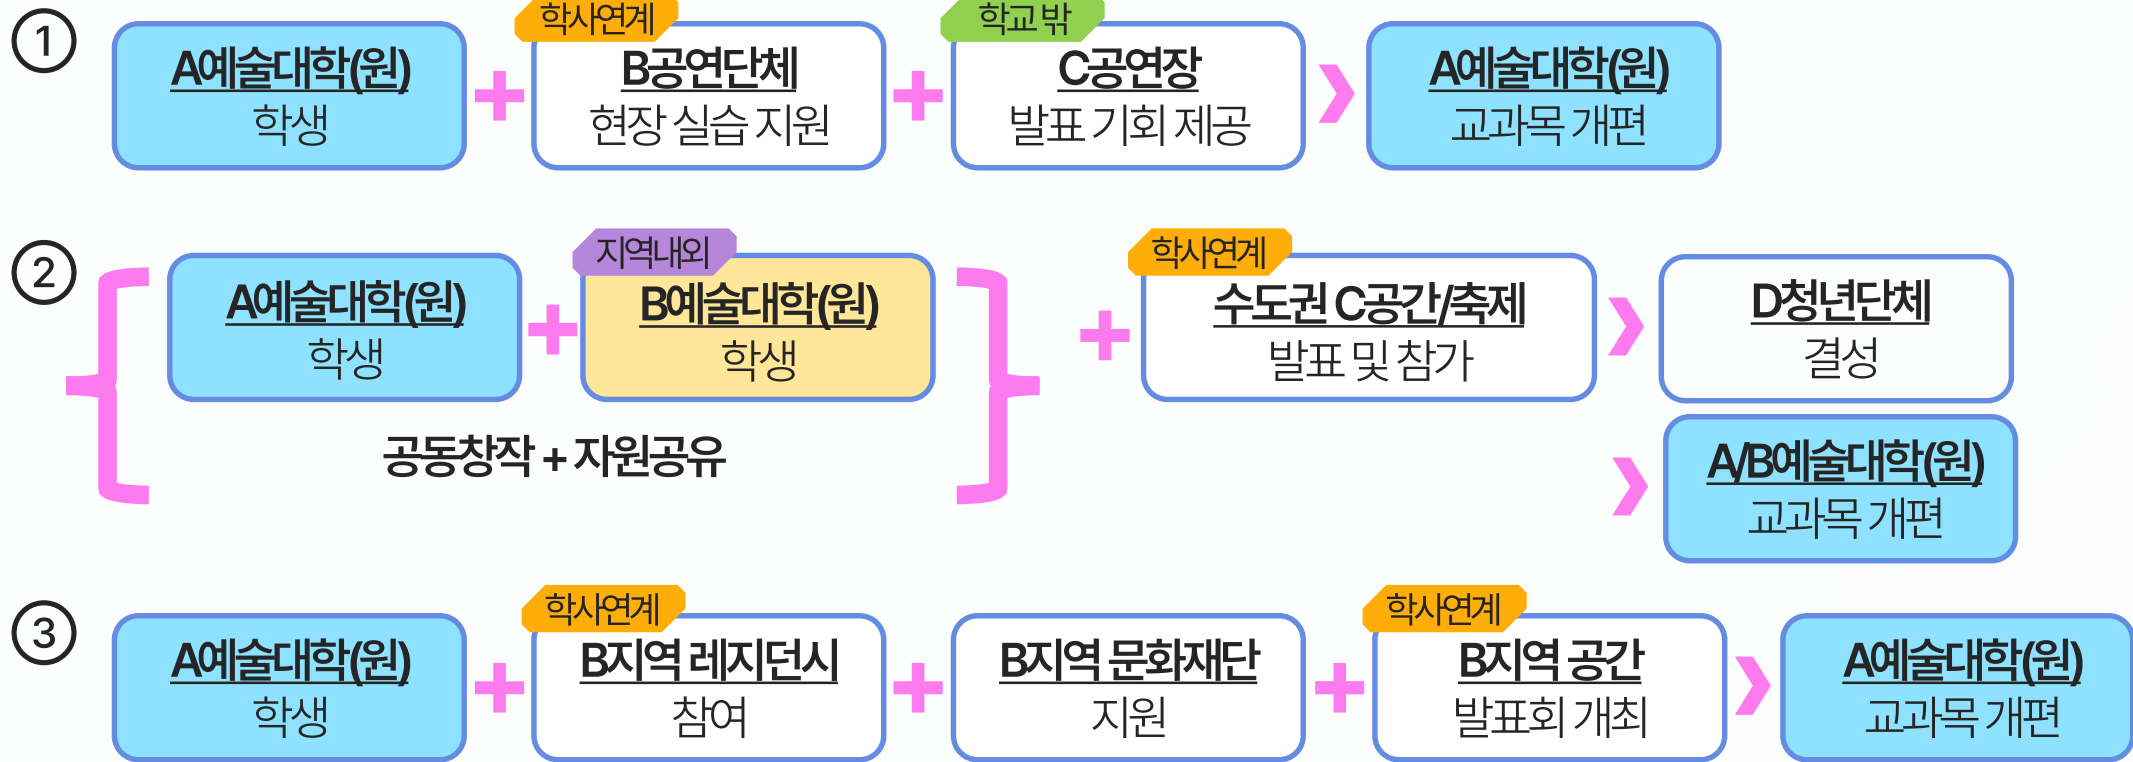 ①
학사연계
학교 밖
A예술대학(원)
학생
+
B공연단체
현장 실습 지원
+
C공연장
발표 기회 제공
A예술대학(원)
교과목 개편
②
지역내외
학사연계
A예술대학(원)
학생
+
B예술대학(원)
학생
공동창작 + 자원공유
+
수도권 C공간/축제
발표 및 참가
D청년단체
결성
A/B예술대학(원)
교과목 개편
③
학사연계
학사연계
A예술대학(원)
학생
+
B지역 레지던시
참여
+
B지역 문화재단
지원
+
B지역 공간
발표회 개최
A예술대학(원)
교과목 개편